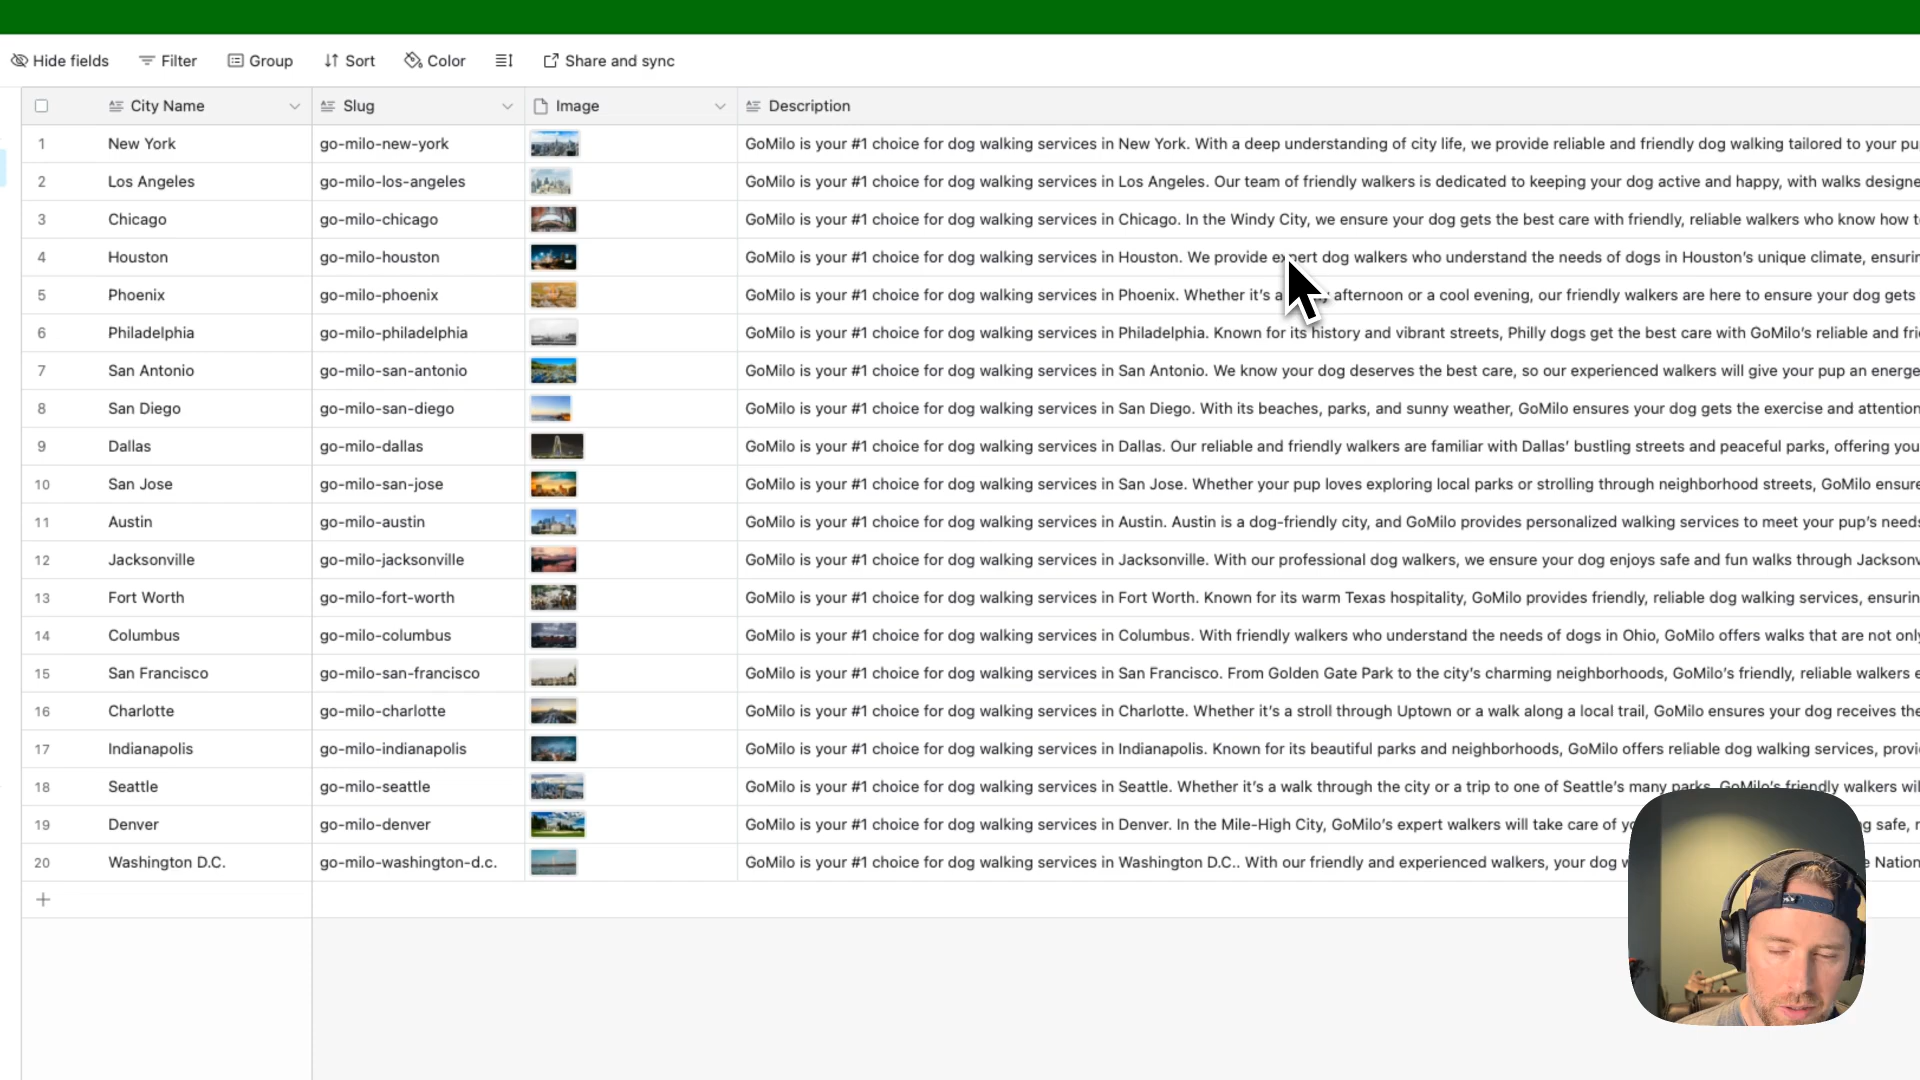 Hide fields Filter Group Sort Color Share and sync
City Name Slug Image Description
1 New York go-milo-new-york GoMilo is your #1 choice for dog walking services in New York. With a deep understanding of city life, we provide reliable and friendly dog walking tailored to your pu
2 Los Angeles go-milo-los-angeles GoMilo is your #1 choice for dog walking services in Los Angeles. Our team of friendly walkers is dedicated to keeping your dog active and happy, with walks designe
3 Chicago go-milo-chicago GoMilo is your #1 choice for dog walking services in Chicago. In the Windy City, we ensure your dog gets the best care with friendly, reliable walkers who know how t
4 Houston go-milo-houston GoMilo is your #1 choice for dog walking services in Houston. We provide expert dog walkers who understand the needs of dogs in Houston's unique climate, ensurin
5 Phoenix go-milo-phoenix GoMilo is your #1 choice for dog walking services in Phoenix. Whether it's a afternoon or a cool evening, our friendly walkers are here to ensure your dog gets
6 Philadelphia go-milo-philadelphia GoMilo is your #1 choice for dog walking services in Philadelphia. Known for its history and vibrant streets, Philly dogs get the best care with GoMilo's reliable and frie
7 San Antonio go-milo-san-antonio GoMilo is your #1 choice for dog walking services in San Antonio. We know your dog deserves the best care, so our experienced walkers will give your pup an energe
8 San Diego go-milo-san-diego GoMilo is your #1 choice for dog walking services in San Diego. With its beaches, parks, and sunny weather, GoMilo ensures your dog gets the exercise and attention
9 Dallas go-milo-dallas GoMilo is your #1 choice for dog walking services in Dallas. Our reliable and friendly walkers are familiar with Dallas' bustling streets and peaceful parks, offering you
10 San Jose go-milo-san-jose GoMilo is your #1 choice for dog walking services in San Jose. Whether your pup loves exploring local parks or strolling through neighborhood streets, GoMilo ensure
11 Austin go-milo-austin GoMilo is your #1 choice for dog walking services in Austin. Austin is a dog-friendly city, and GoMilo provides personalized walking services to meet your pup's needs
12 Jacksonville go-milo-jacksonville GoMilo is your #1 choice for dog walking services in Jacksonville. With our professional dog walkers, we ensure your dog enjoys safe and fun walks through Jacksonv
13 Fort Worth go-milo-fort-worth GoMilo is your #1 choice for dog walking services in Fort Worth. Known for its warm Texas hospitality, GoMilo provides friendly, reliable dog walking services, ensurin
14 Columbus go-milo-columbus GoMilo is your #1 choice for dog walking services in Columbus. With friendly walkers who understand the needs of dogs in Ohio, GoMilo offers walks that are not only
15 San Francisco go-milo-san-francisco GoMilo is your #1 choice for dog walking services in San Francisco. From Golden Gate Park to the city's charming neighborhoods, GoMilo's friendly, reliable walkers e
16 Charlotte go-milo-charlotte GoMilo is your #1 choice for dog walking services in Charlotte. Whether it's a stroll through Uptown or a walk along a local trail, GoMilo ensures your dog receives the
17 Indianapolis go-milo-indianapolis GoMilo is your #1 choice for dog walking services in Indianapolis. Known for its beautiful parks and neighborhoods, GoMilo offers reliable dog walking services, provi
18 Seattle go-milo-seattle GoMilo is your #1 choice for dog walking services in Seattle. Whether it's a walk through the city or a trip to one of Seattle's many parks, GoMilo's friendly walkers wil
19 Denver go-milo-denver GoMilo is your #1 choice for dog walking services in Denver. In the Mile-High City, GoMilo's expert walkers will take care of yo g safe, r
20 Washington D.C. go-milo-washington-d.c. GoMilo is your #1 choice for dog walking services in Washington D.C.. With our friendly and experienced walkers, your dog w e Nation